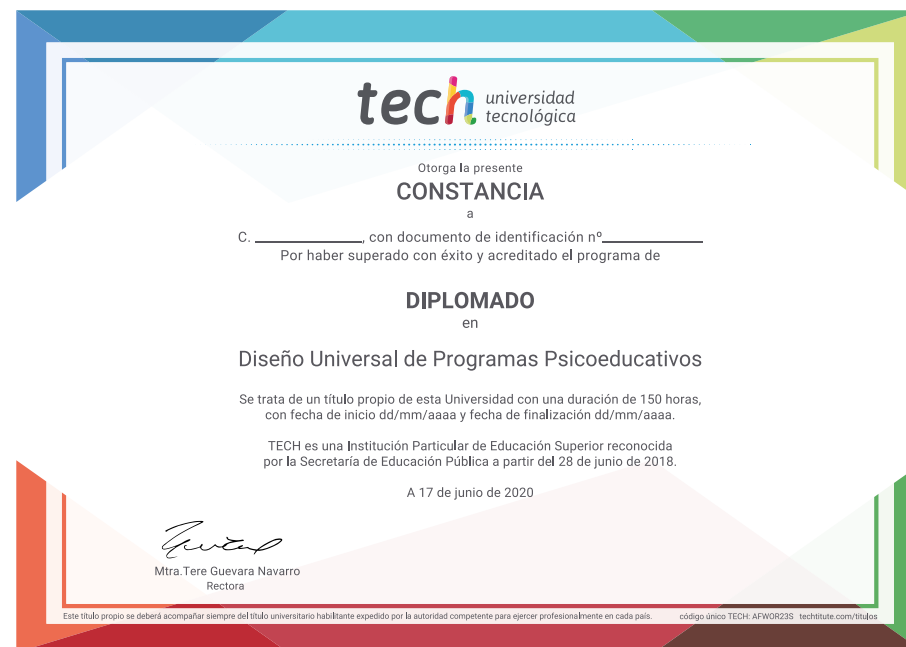 tech universidad
tecnológica
Otorga la presente
CONSTANCIA
a
C. ____________, con documento de identificación nº____________
Por haber superado con éxito y acreditado el programa de
DIPLOMADO
en
Diseño Universal de Programas Psicoeducativos
Se trata de un título propio de esta Universidad con una duración de 150 horas,
con fecha de inicio dd/mm/aaaa y fecha de finalización dd/mm/aaaa.
TECH es una Institución Particular de Educación Superior reconocida
por la Secretaría de Educación Pública a partir del 28 de junio de 2018.
A 17 de junio de 2020
Mtra.Tere Guevara Navarro
Rectora
Este título propio se deberá acompañar siempre del título universitario habilitante expedido por la autoridad competente para ejercer profesionalmente en cada país. código único TECH: AFWOR23S techtitute.com/titulos